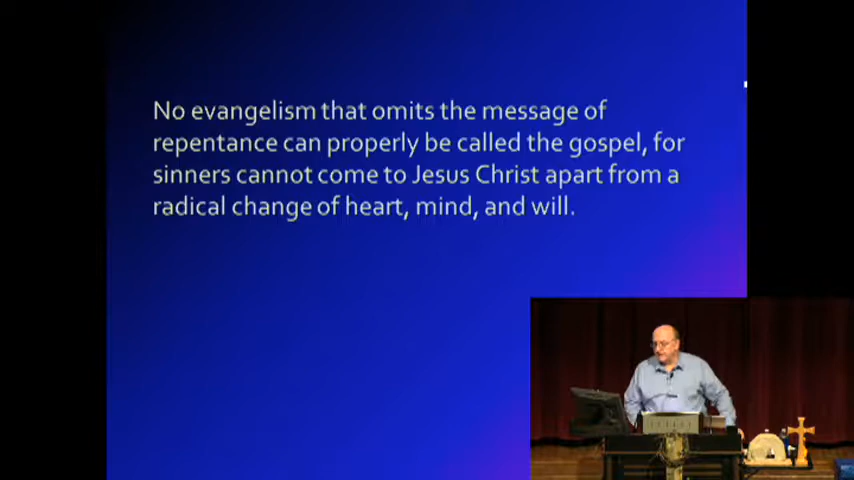 No evangelism that omits the message of
repentance can properly be called the gospel, for
sinners cannot come to Jesus Christ apart from a
radical change of heart, mind, and will.